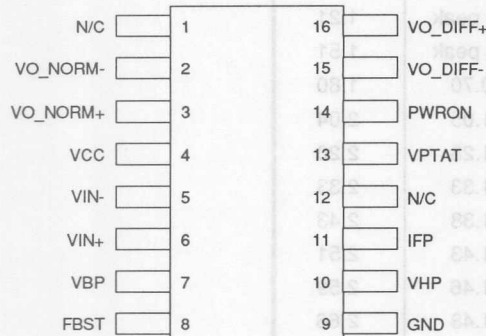 N/C 1 16 VO_DIFF+
VO_NORM- 2 15 VO_DIFF-
VO_NORM+ 3 14 PWRON
VCC 4 13 VPTAT
VIN- 5 12 N/C
VIN+ 6 11 IFP
VBP 7 10 VHP
FBST 8 9 GND